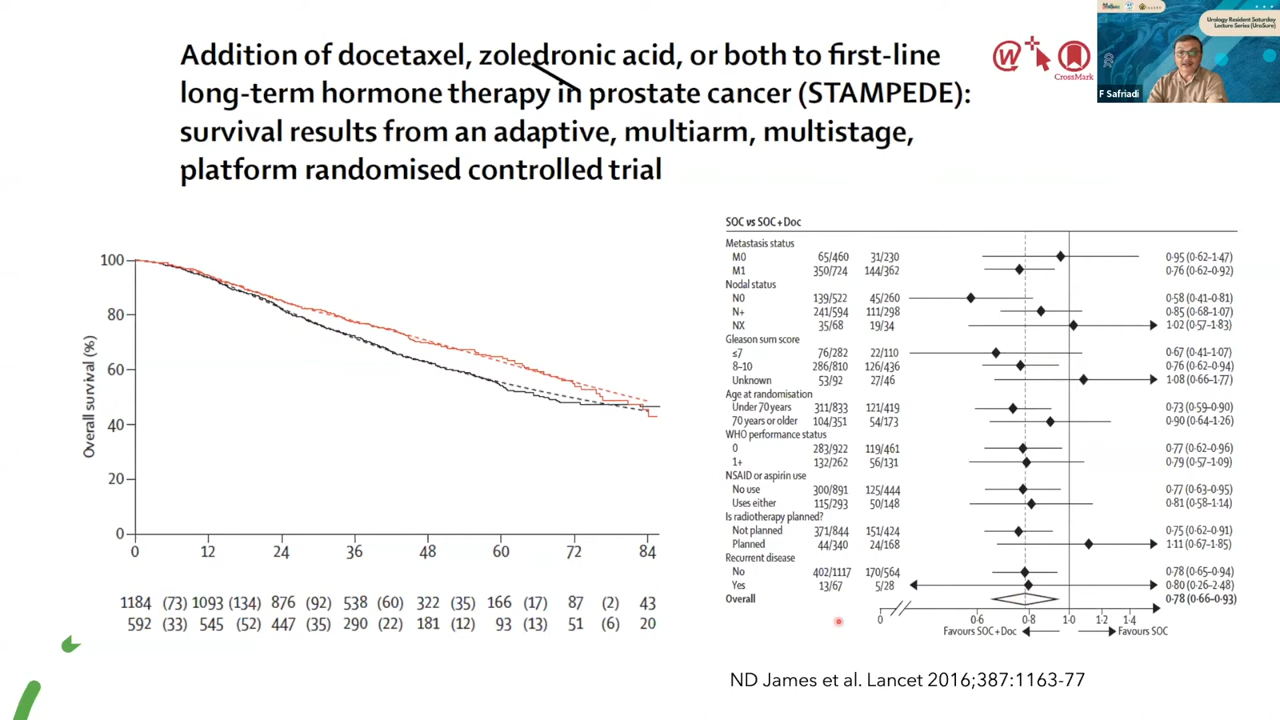 Addition of docetaxel, zoledronic acid, or both to first-line
long-term hormone therapy in prostate cancer (STAMPEDE):
survival results from an adaptive, multiarm, multistage,
platform randomised controlled trial
CrossMark
Urology Resident Saturday
Lecture Series (UroSure)
F Safriadi
Overall survival (%)
100
80
60
40
20
0
0 12 24 36 48 60 72 84
1184 (73) 1093 (134) 876 (92) 538 (60) 322 (35) 166 (17) 87 (2) 43
592 (33) 545 (52) 447 (35) 290 (22) 181 (12) 93 (13) 51 (6) 20
SOC vs SOC+Doc
Metastasis status
M0 65/460 31/230 0·95 (0·62–1·47)
M1 350/724 144/362 0·76 (0·62–0·92)
Nodal status
N0 139/522 45/260 0·58 (0·41–0·81)
N+ 241/594 111/298 0·85 (0·68–1·07)
NX 35/68 19/34 1·02 (0·57–1·83)
Gleason sum score
≤7 76/282 22/110 0·67 (0·41–1·07)
8–10 286/810 126/436 0·76 (0·62–0·94)
Unknown 53/92 27/46 1·08 (0·66–1·77)
Age at randomisation
Under 70 years 311/833 121/419 0·73 (0·59–0·90)
70 years or older 104/351 54/173 0·90 (0·64–1·26)
WHO performance status
0 283/922 119/461 0·77 (0·62–0·96)
1+ 132/262 56/131 0·79 (0·57–1·09)
NSAID or aspirin use
No use 300/891 125/444 0·77 (0·63–0·95)
Uses either 115/293 50/148 0·81 (0·58–1·14)
Is radiotherapy planned?
Not planned 371/844 151/424 0·75 (0·62–0·91)
Planned 44/340 24/168 1·11 (0·67–1·85)
Recurrent disease
No 402/1117 170/564 0·78 (0·65–0·94)
Yes 13/67 5/28 0·80 (0·26–2·48)
Overall 0·78 (0·66–0·93)
0 0·6 0·8 1·0 1·2 1·4
Favours SOC+Doc Favours SOC
ND James et al. Lancet 2016;387:1163-77